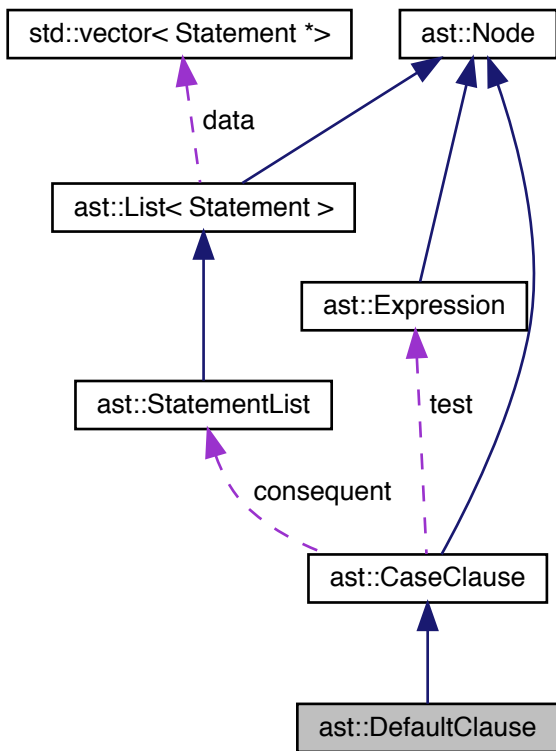 std::vector< Statement *>
ast::Node
data
ast::List< Statement >
ast::Expression
ast::StatementList
test
consequent
ast::CaseClause
ast::DefaultClause